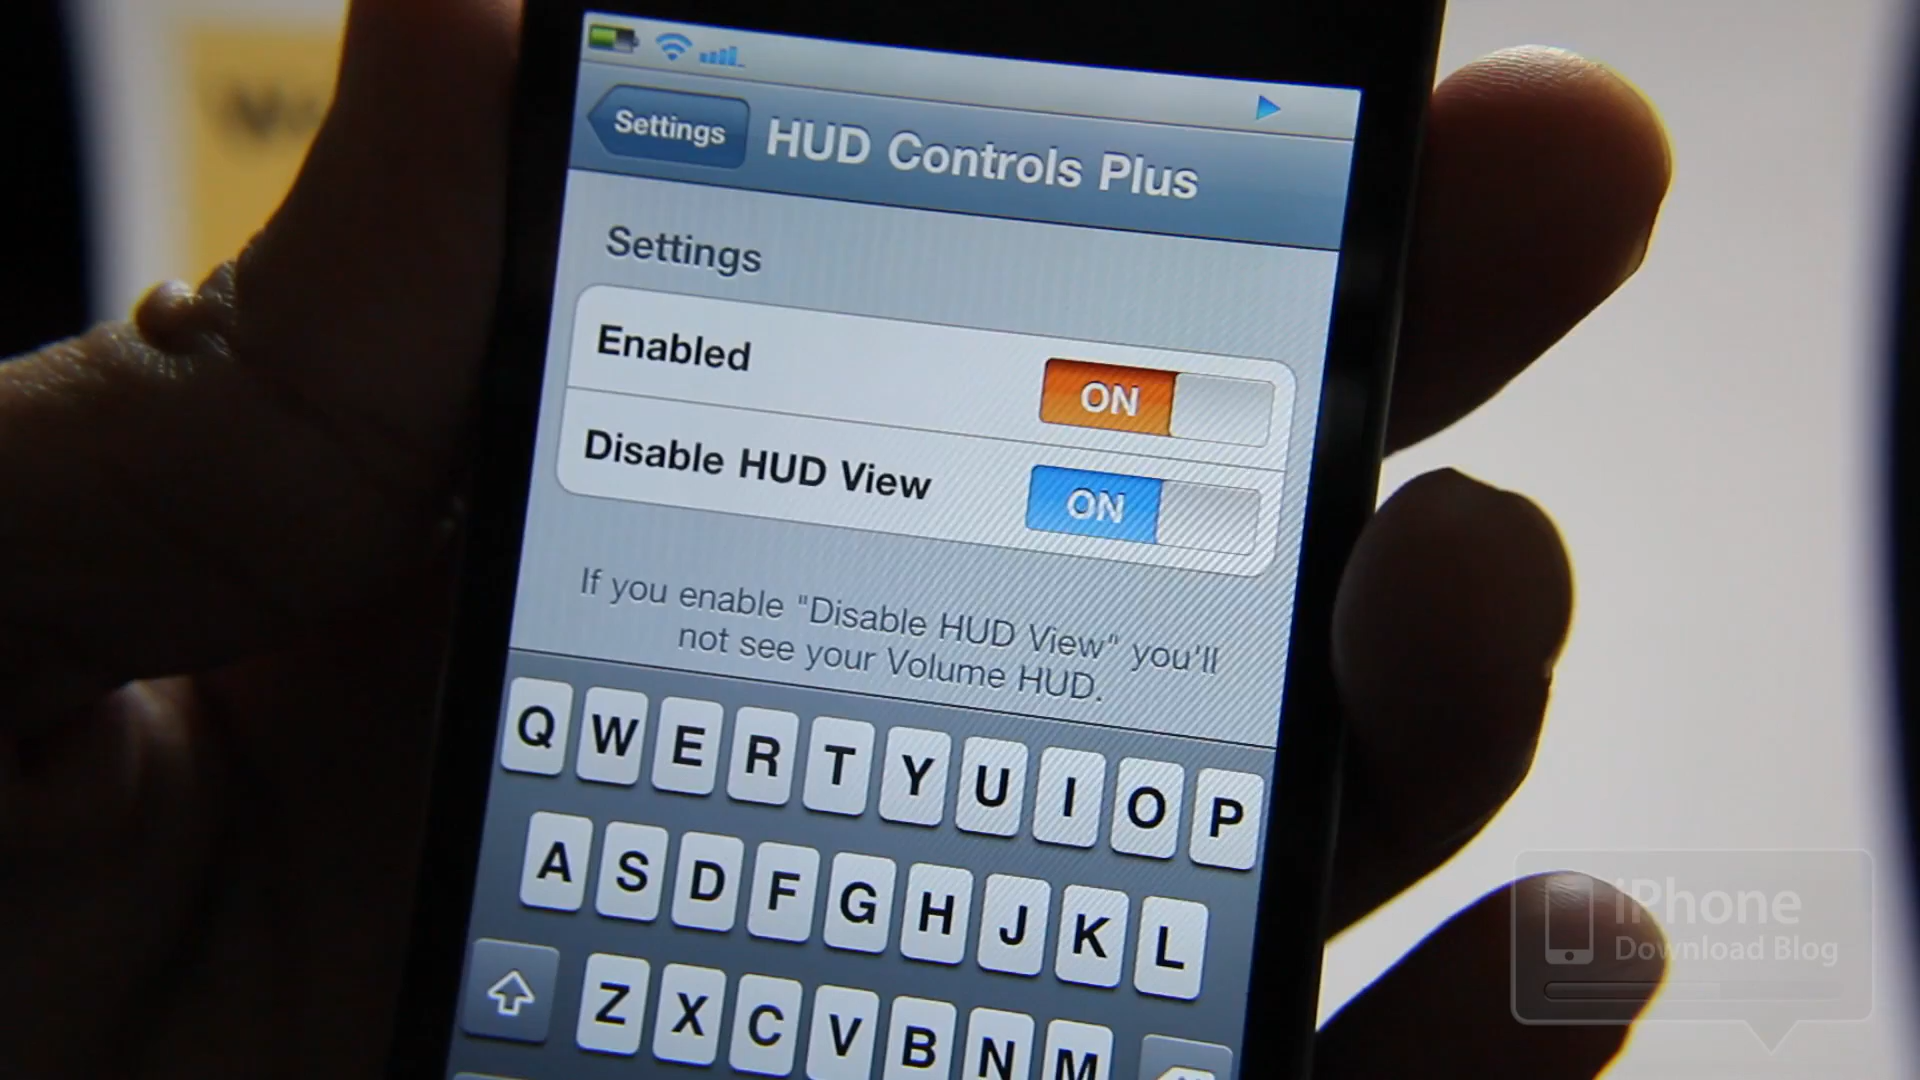 Settings
HUD Controls Plus
Settings
Enabled
ON
Disable HUD View
ON
If you enable "Disable HUD View" you'll
not see your Volume HUD.
Q W E R T Y U I O P
A S D F G H J K L
Z X C V B N M
iPhone
Download Blog